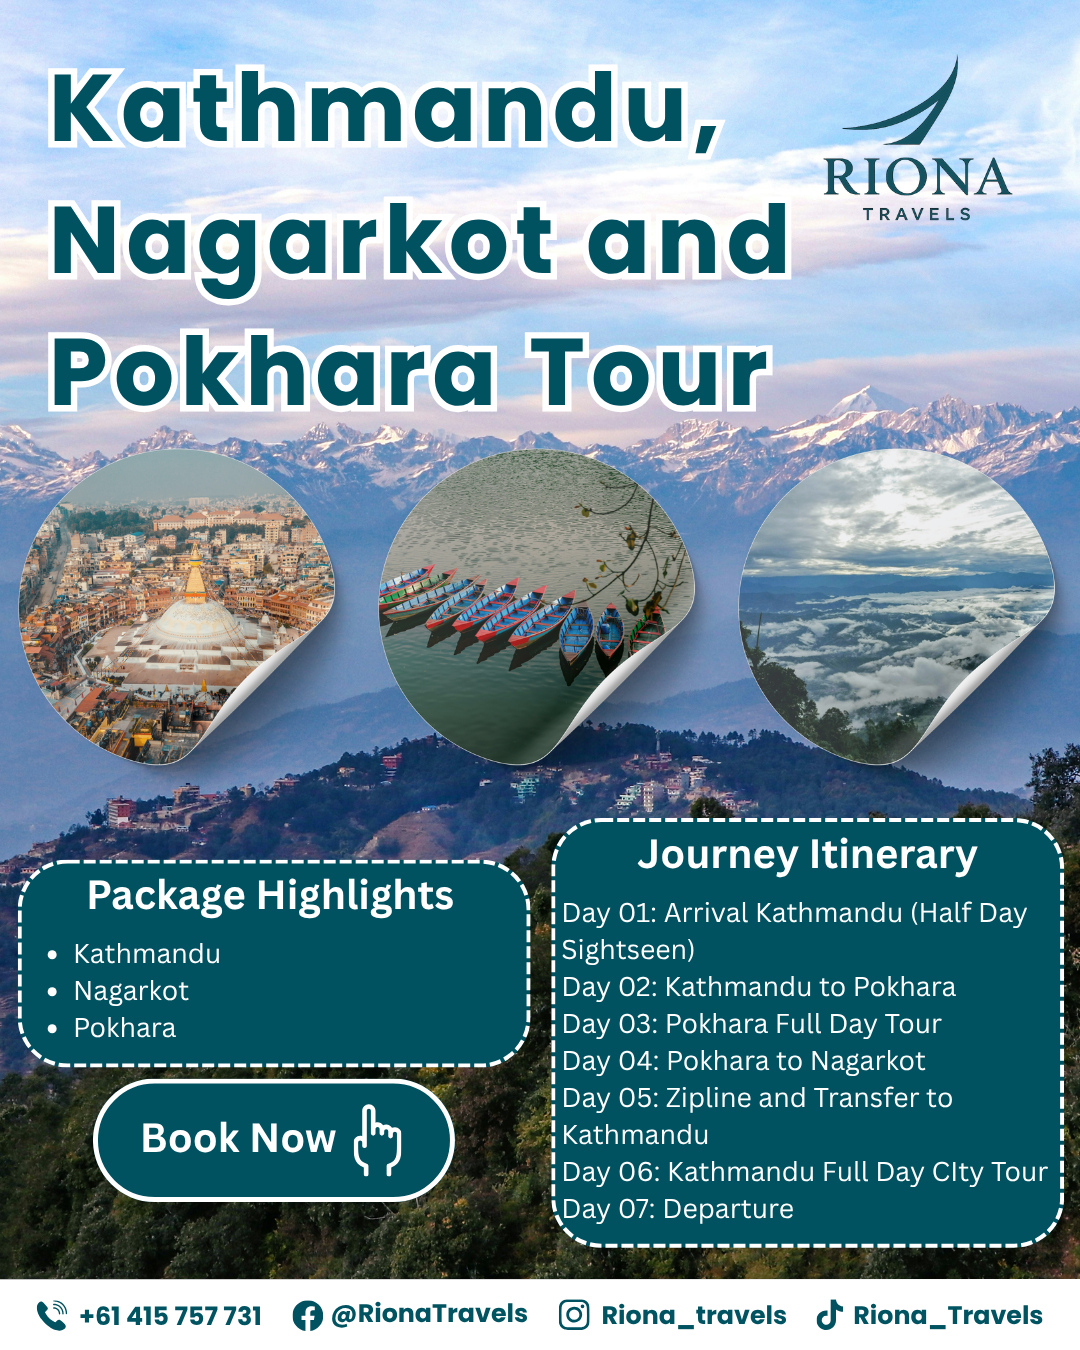 Kathmandu,
Nagarkot and
Pokhara Tour
RIONA
TRAVELS
Package Highlights
• Kathmandu
• Nagarkot
• Pokhara
Book Now
Journey Itinerary
Day 01: Arrival Kathmandu (Half Day
Sightseen)
Day 02: Kathmandu to Pokhara
Day 03: Pokhara Full Day Tour
Day 04: Pokhara to Nagarkot
Day 05: Zipline and Transfer to
Kathmandu
Day 06: Kathmandu Full Day CIty Tour
Day 07: Departure
+61 415 757 731
@RionaTravels
Riona_travels
Riona_Travels